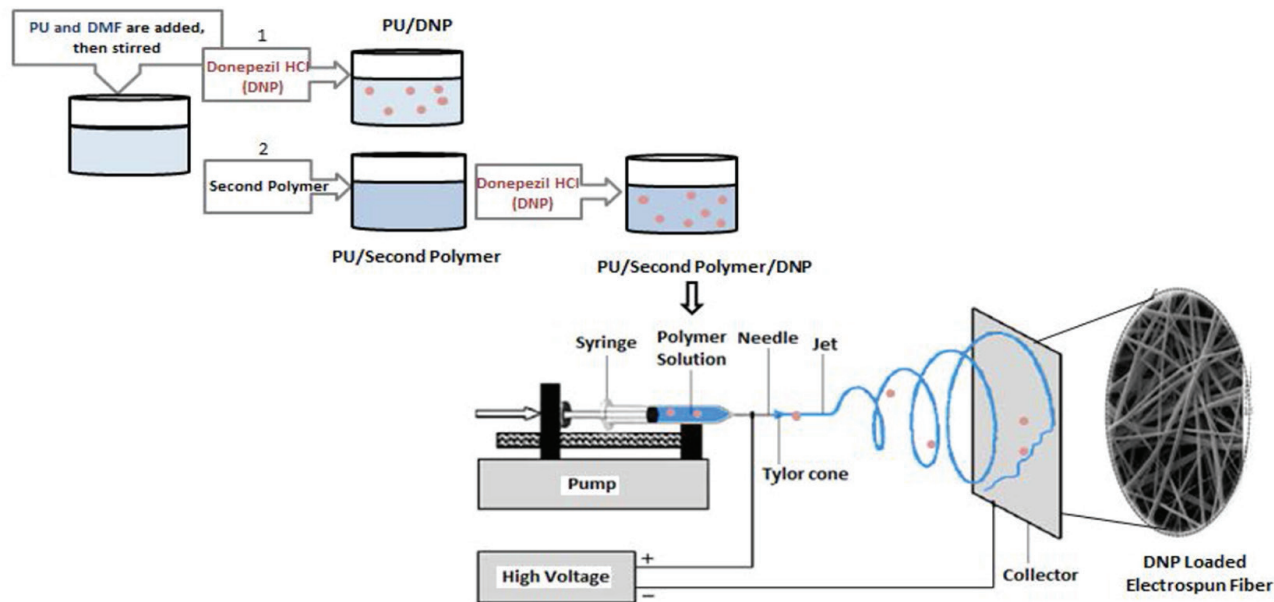 PU and DMF are added,
then stirred
1
Donepezil HCl
(DNP)
PU/DNP
2
Second Polymer
PU/Second Polymer
Donepezil HCl
(DNP)
PU/Second Polymer/DNP
Syringe
Polymer
Solution
Needle
Jet
Tylor cone
Pump
High Voltage
+
−
Collector
DNP Loaded
Electrospun Fiber